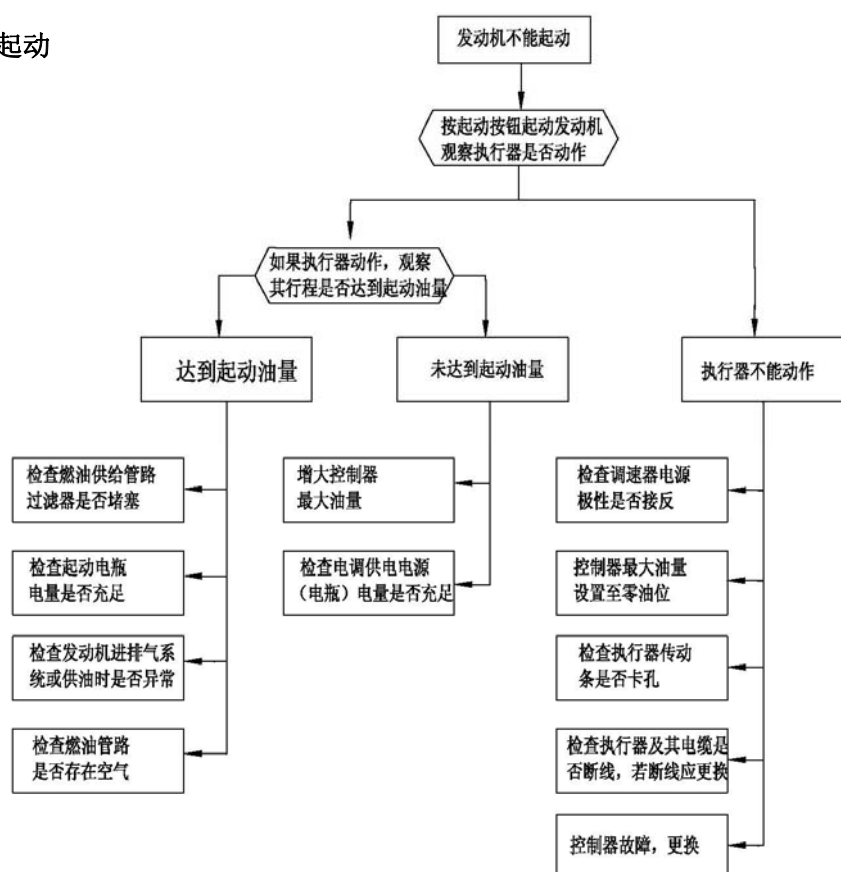 起动
发动机不能起动
按起动按钮起动发动机
观察执行器是否动作
如果执行器动作，观察
其行程是否达到起动油量
达到起动油量
未达到起动油量
执行器不能动作
检查燃油供给管路
过滤器是否堵塞
检查起动电瓶
电量是否充足
检查发动机进排气系
统或供油时是否异常
检查燃油管路
是否存在空气
增大控制器
最大油量
检查电调供电电源
（电瓶）电量是否充足
检查调速器电源
极性是否接反
控制器最大油量
设置至零油位
检查执行器传动
条是否卡孔
检查执行器及其电缆是
否断线，若断线应更换
控制器故障，更换